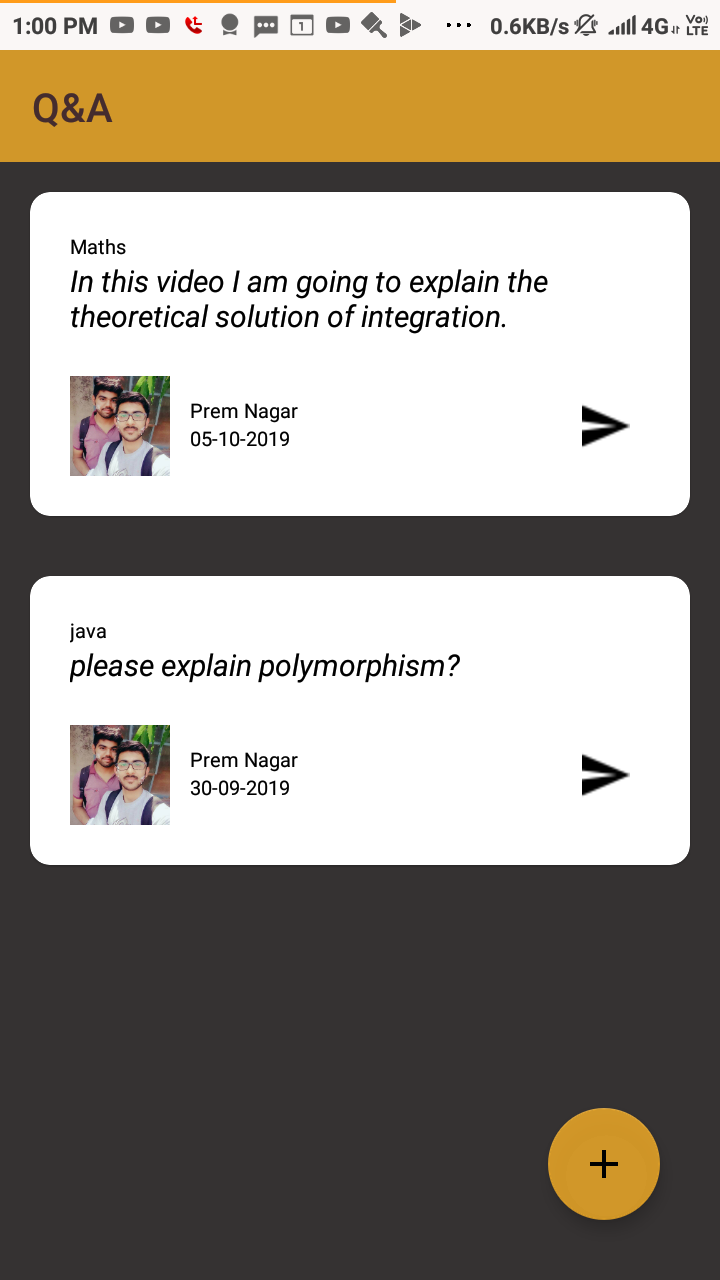 1:00 PM 1 0.6KB/s 4G Vo) LTE
Q&A
Maths
In this video I am going to explain the
theoretical solution of integration.
Prem Nagar
05-10-2019
java
please explain polymorphism?
Prem Nagar
30-09-2019